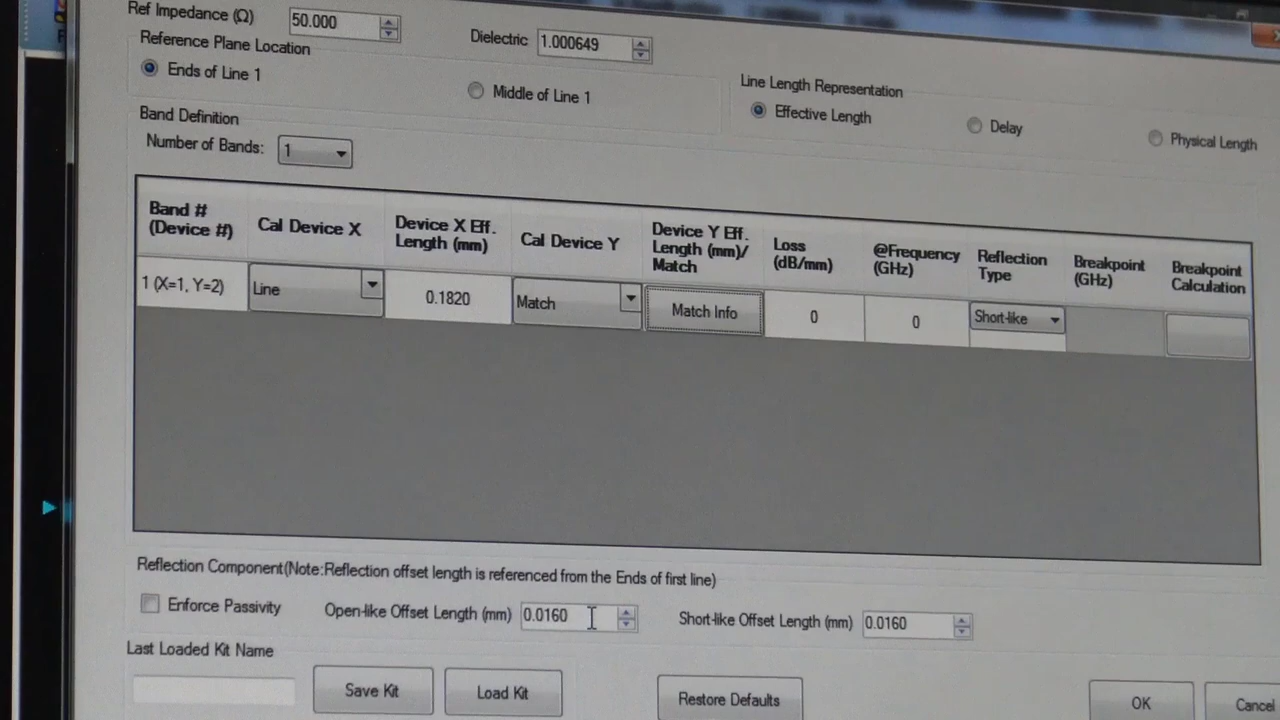 Ref Impedance (Ω) 50.000 Dielectric 1.000649
Reference Plane Location
Ends of Line 1 Middle of Line 1
Line Length Representation
Effective Length Delay Physical Length
Band Definition
Number of Bands: 1
Band # (Device #) Cal Device X Device X Eff. Length (mm) Cal Device Y Device Y Eff. Length (mm)/ Match Loss (dB/mm) @Frequency (GHz) Reflection Type Breakpoint (GHz) Breakpoint Calculation
1 (X=1, Y=2) Line 0.1820 Match Match Info 0 0 Short-like
Reflection Component(Note:Reflection offset length is referenced from the Ends of first line)
Enforce Passivity Open-like Offset Length (mm) 0.0160 Short-like Offset Length (mm) 0.0160
Last Loaded Kit Name
Save Kit Load Kit Restore Defaults OK Cancel